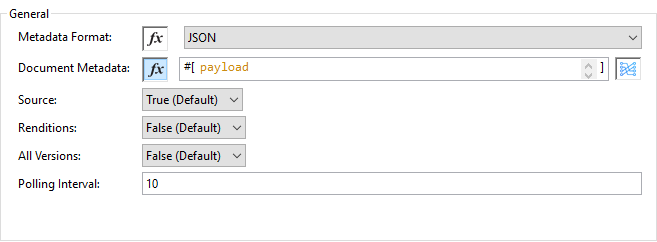 General
Metadata Format: fx JSON
Document Metadata: fx #[ payload ]
Source: True (Default)
Renditions: False (Default)
All Versions: False (Default)
Polling Interval: 10